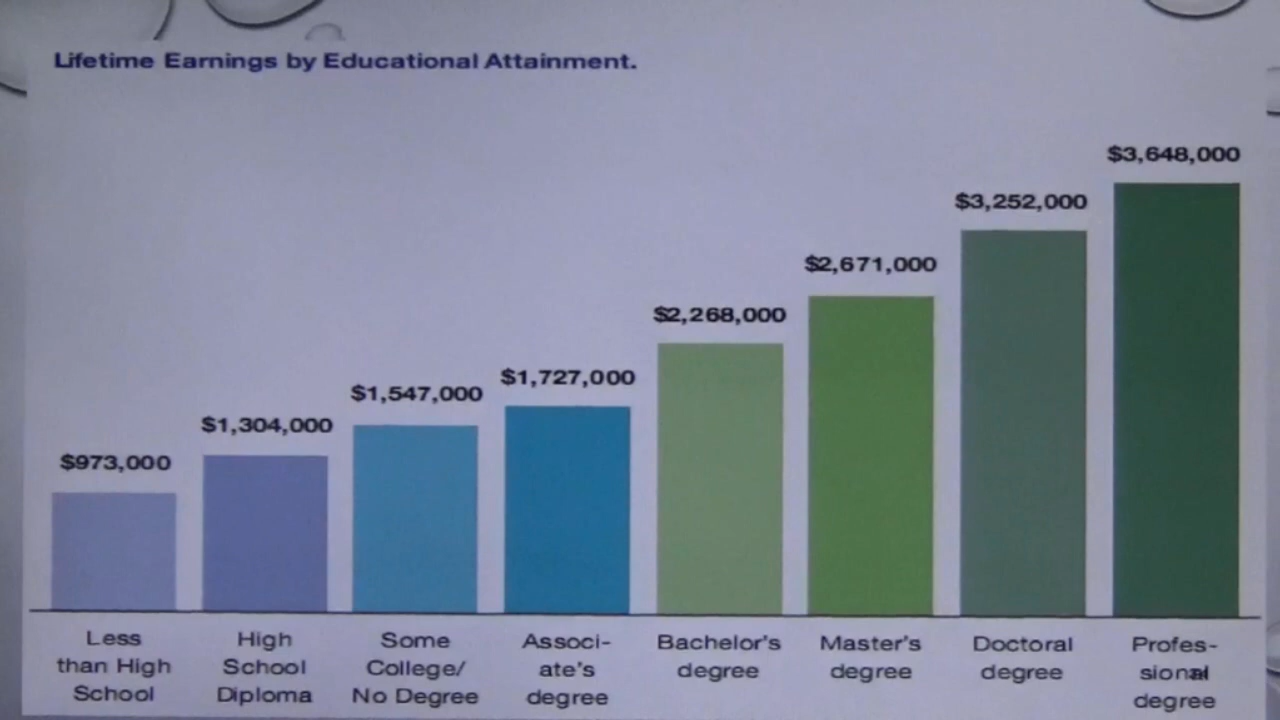 Lifetime Earnings by Educational Attainment.
$973,000
$1,304,000
$1,547,000
$1,727,000
$2,268,000
$2,671,000
$3,252,000
$3,648,000
Less
than High
School
High
School
Diploma
Some
College/
No Degree
Associ-
ate's
degree
Bachelor's
degree
Master's
degree
Doctoral
degree
Profes-
sional
degree